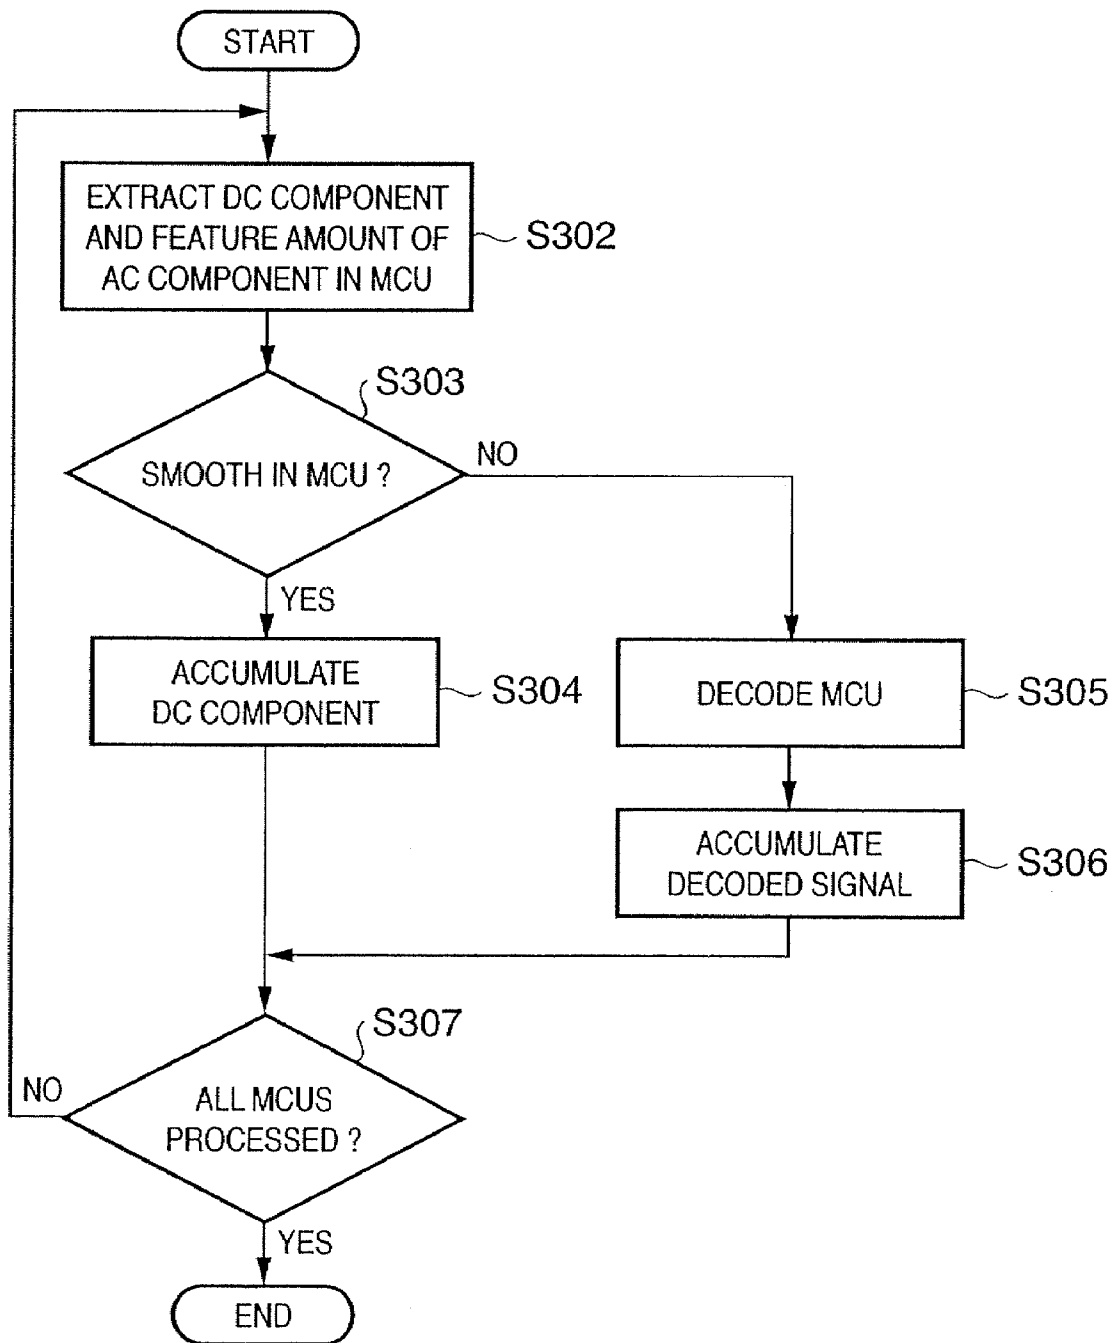 START
EXTRACT DC COMPONENT
AND FEATURE AMOUNT OF
AC COMPONENT IN MCU
S302
S303
SMOOTH IN MCU ?
NO
YES
ACCUMULATE
DC COMPONENT
S304
DECODE MCU
S305
ACCUMULATE
DECODED SIGNAL
S306
S307
NO
ALL MCUS
PROCESSED ?
YES
END